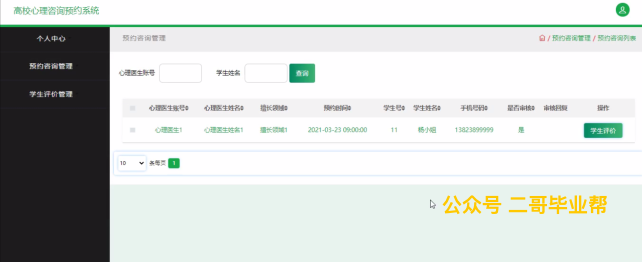 高校心理咨询预约系统
个人中心
预约咨询管理
学生评价管理
预约咨询管理
/ 预约咨询管理 / 预约咨询列表
心理医生账号 学生姓名 查询
心理医生账号 心理医生姓名 擅长领域 预约时间 学生号 学生姓名 手机号码 是否审核 审核回复 操作
心理医生1 心理医生姓名1 擅长领域1 2021-03-23 09:00:00 11 杨小姐 13823899999 是 学生评价
10 条每页 1
公众号 二哥毕业帮